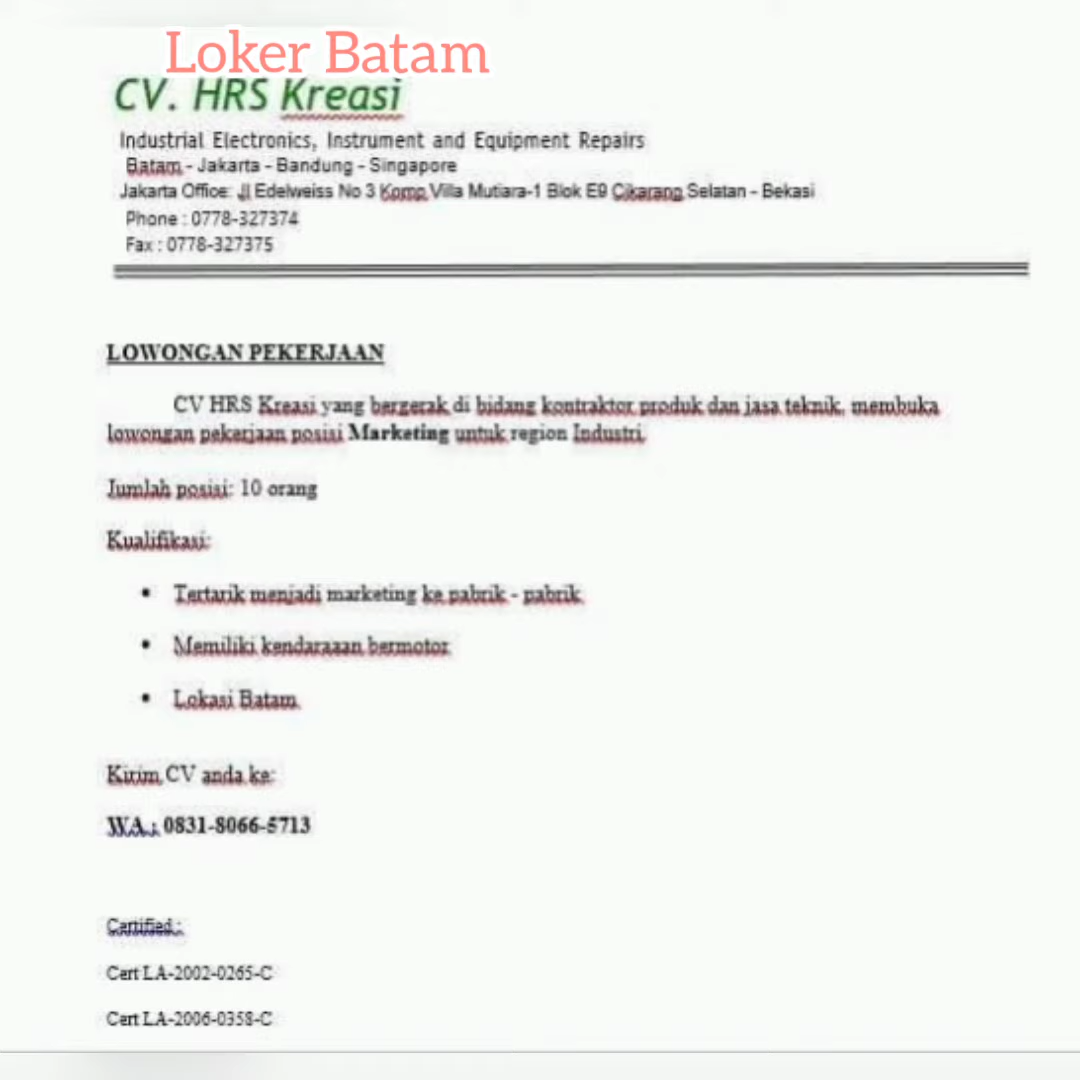 Loker Batam
CV. HRS Kreasi
Industrial Electronics, Instrument and Equipment Repairs
Batam - Jakarta - Bandung - Singapore
Jakarta Office: Jl Edelweiss No 3 Komp Villa Mutiara-1 Blok E9 Cikarang Selatan - Bekasi
Phone : 0778-327374
Fax : 0778-327375
LOWONGAN PEKERJAAN
CV HRS Kreasi yang bergerak di bidang kontraktor produk dan jasa teknik, membuka
lowongan pekerjaan posisi Marketing untuk region Industri.
Jumlah posisi: 10 orang
Kualifikasi:
• Tertarik menjadi marketing ke pabrik - pabrik
• Memiliki kendaraaan bermotor
• Lokasi Batam
Kirim CV anda ke:
WA : 0831-8066-5713
Certified :
Cert LA-2002-0265-C
Cert LA-2006-0358-C